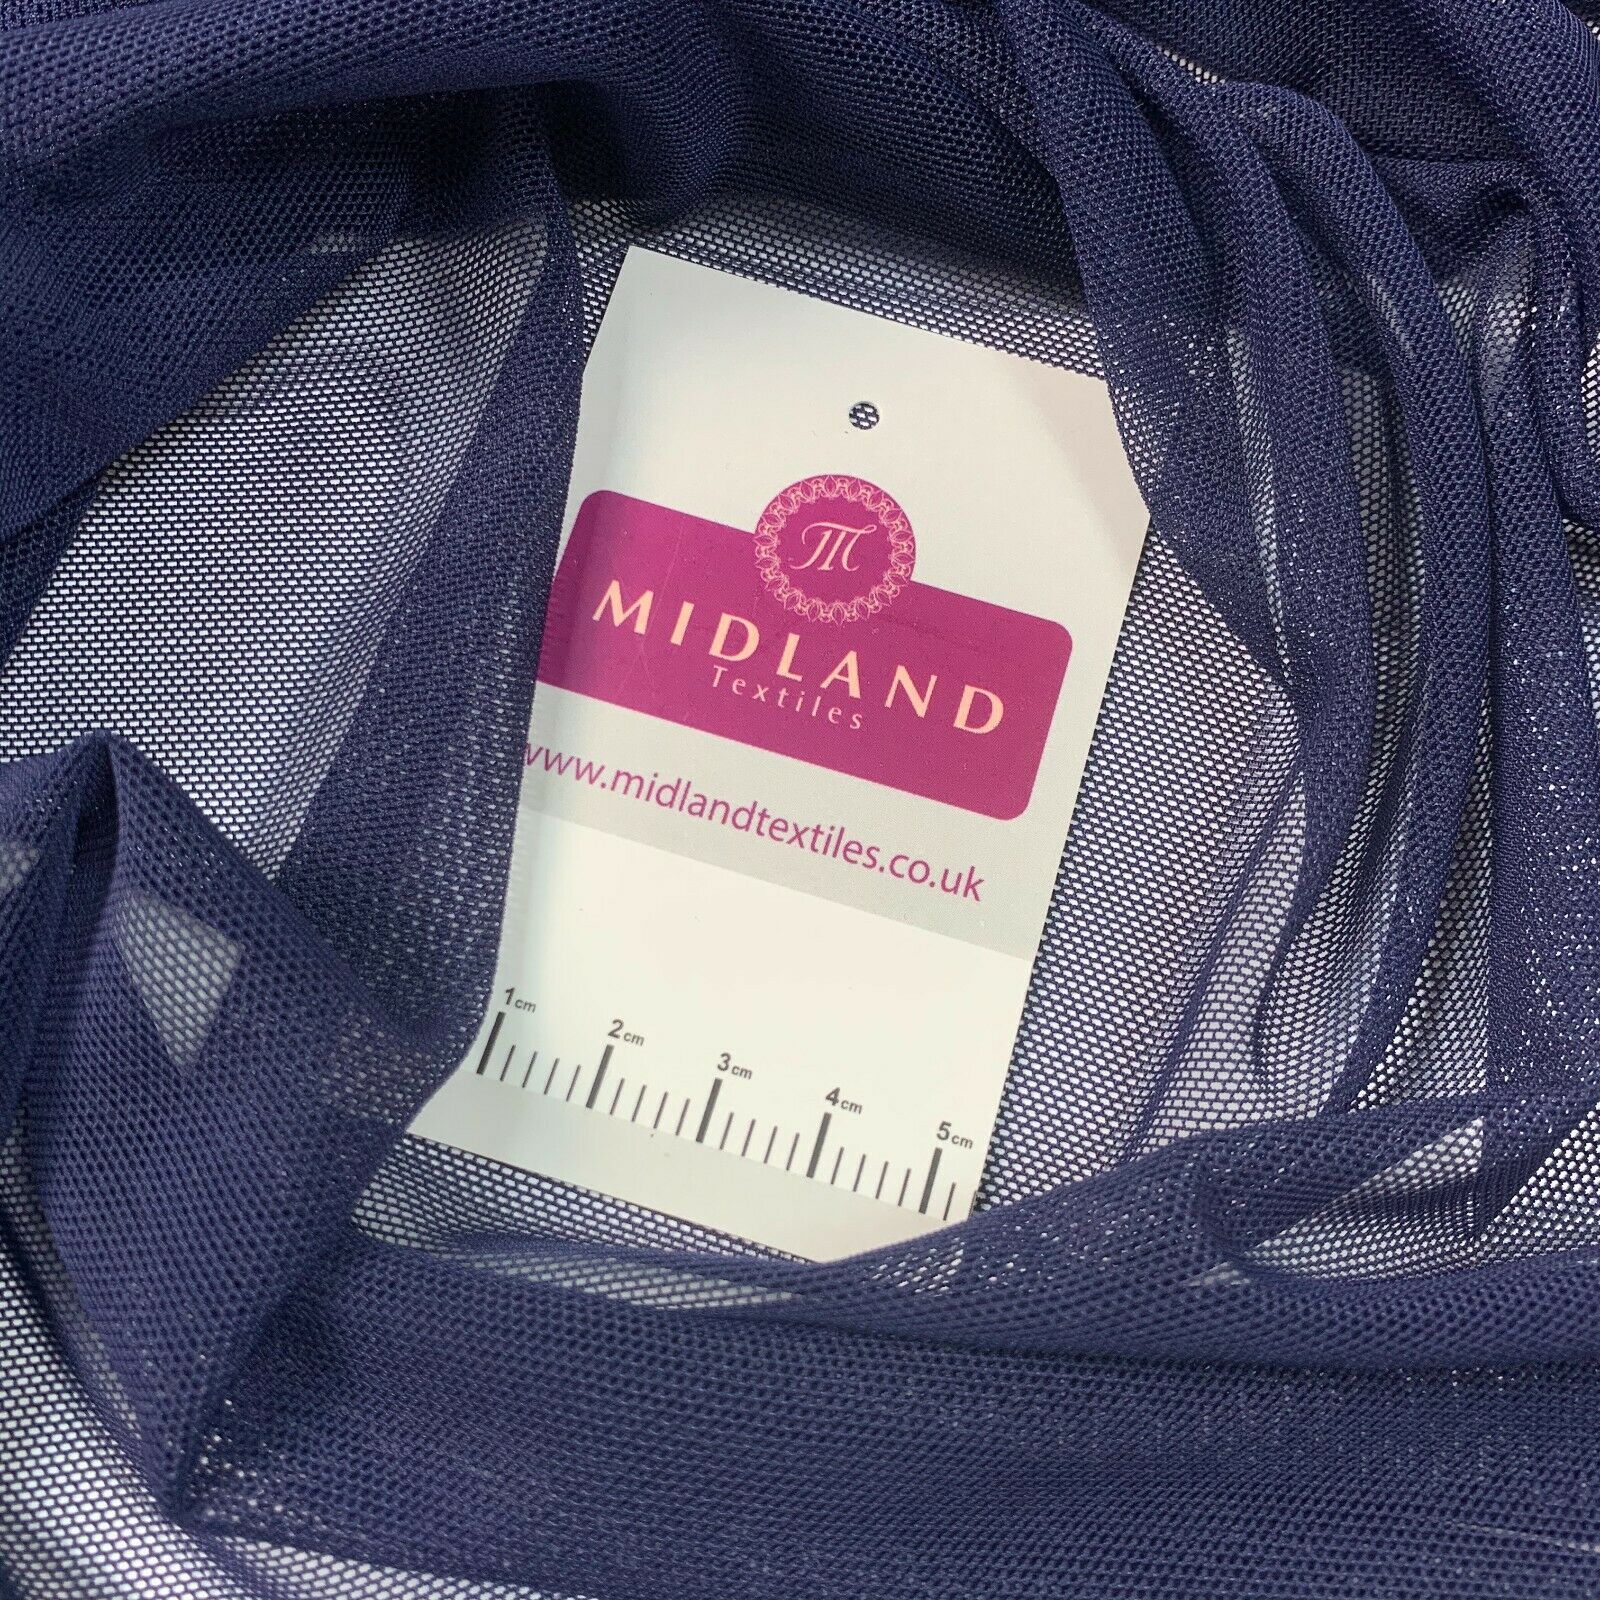 M
MIDLAND
Textiles
www.midlandtextiles.co.uk
1cm 2cm 3cm 4cm 5cm